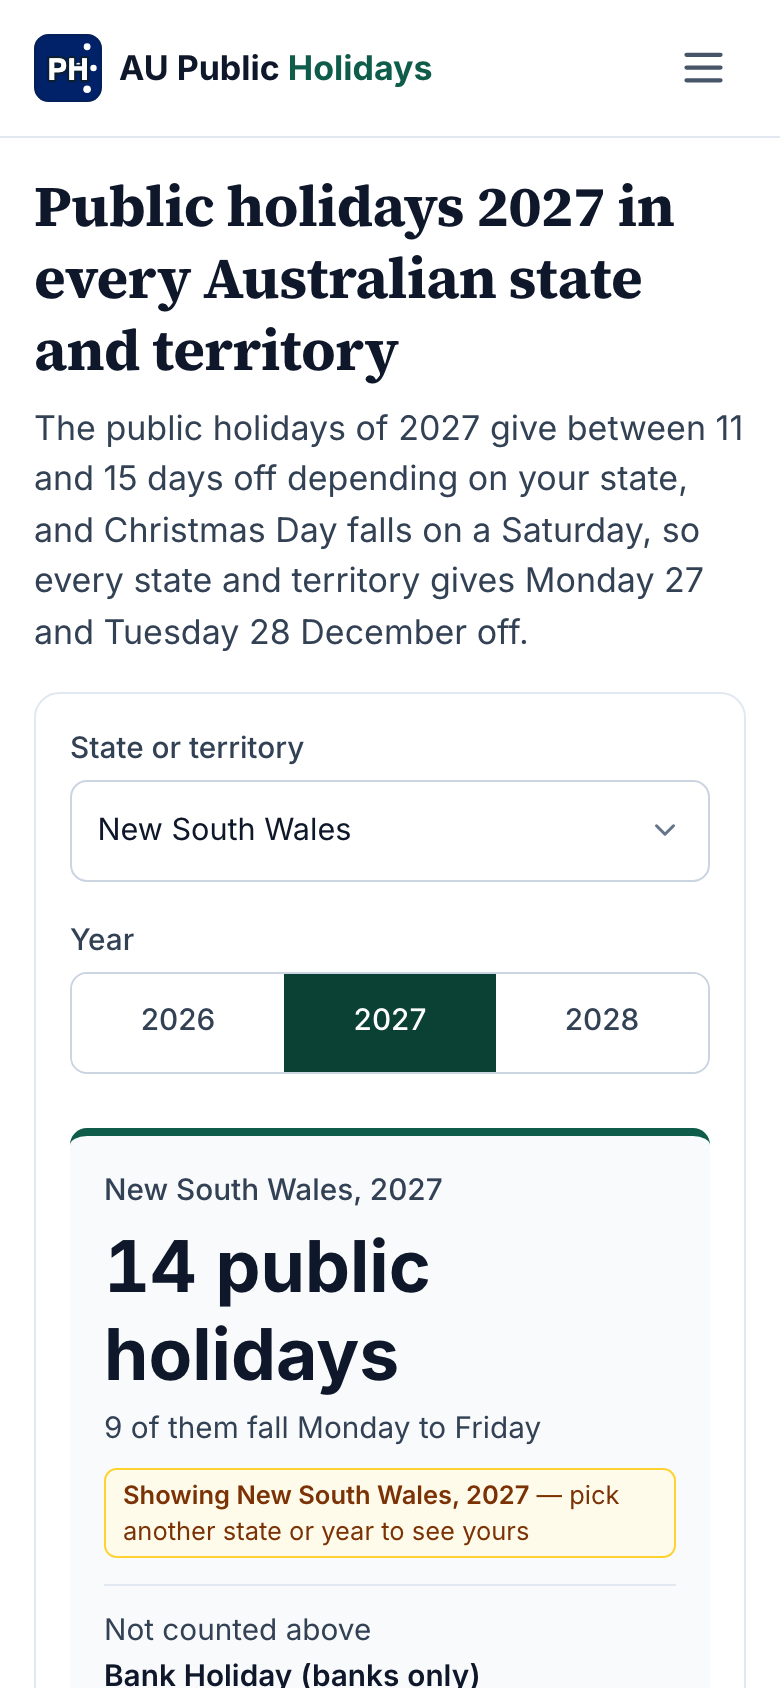 PH
AU Public Holidays
Public holidays 2027 in
every Australian state
and territory
The public holidays of 2027 give between 11
and 15 days off depending on your state,
and Christmas Day falls on a Saturday, so
every state and territory gives Monday 27
and Tuesday 28 December off.
State or territory
New South Wales
Year
2026 2027 2028
New South Wales, 2027
14 public
holidays
9 of them fall Monday to Friday
Showing New South Wales, 2027 — pick
another state or year to see yours
Not counted above
Bank Holiday (banks only)